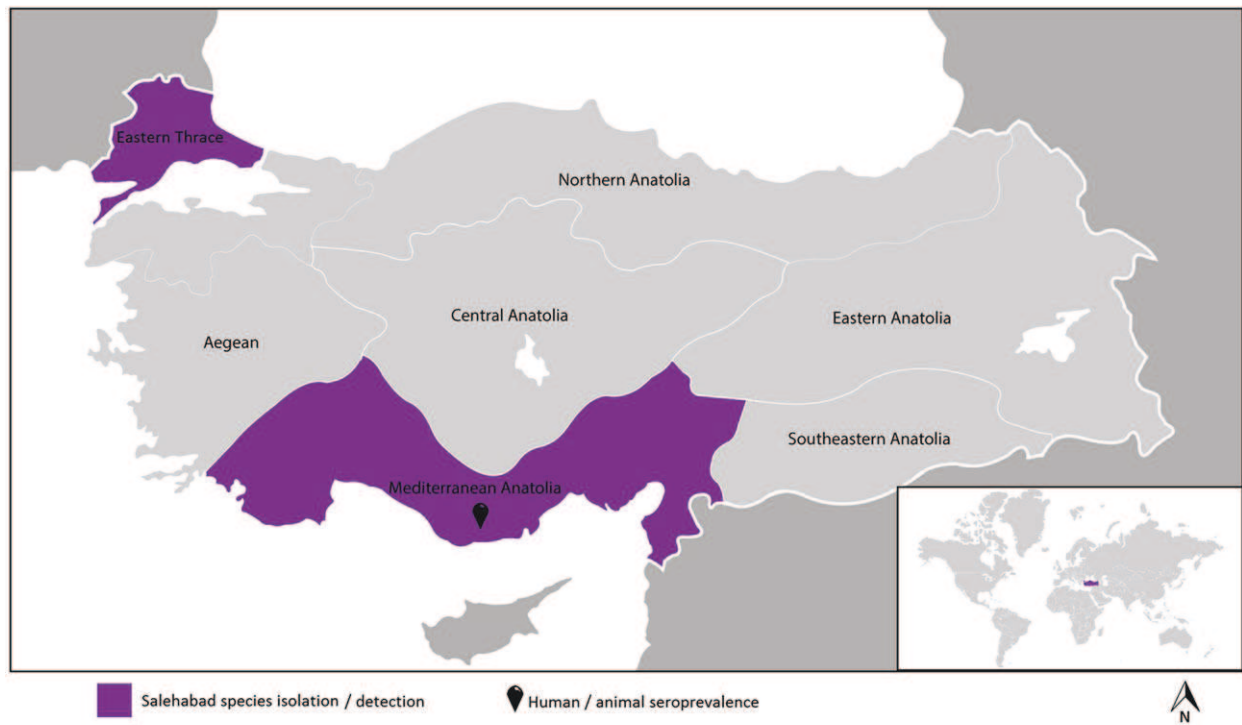 Eastern Thrace
Northern Anatolia
Central Anatolia
Eastern Anatolia
Aegean
Southeastern Anatolia
Mediterranean Anatolia
Salehabad species isolation / detection
Human / animal seroprevalence
N